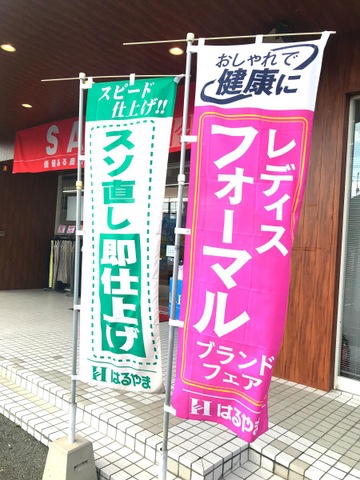 スピード
仕上げ!!
スソ直し
即仕上げ
はるやま
おしゃれで
健康に
レディス
フォーマル
ブランド
フェア
はるやま
SA